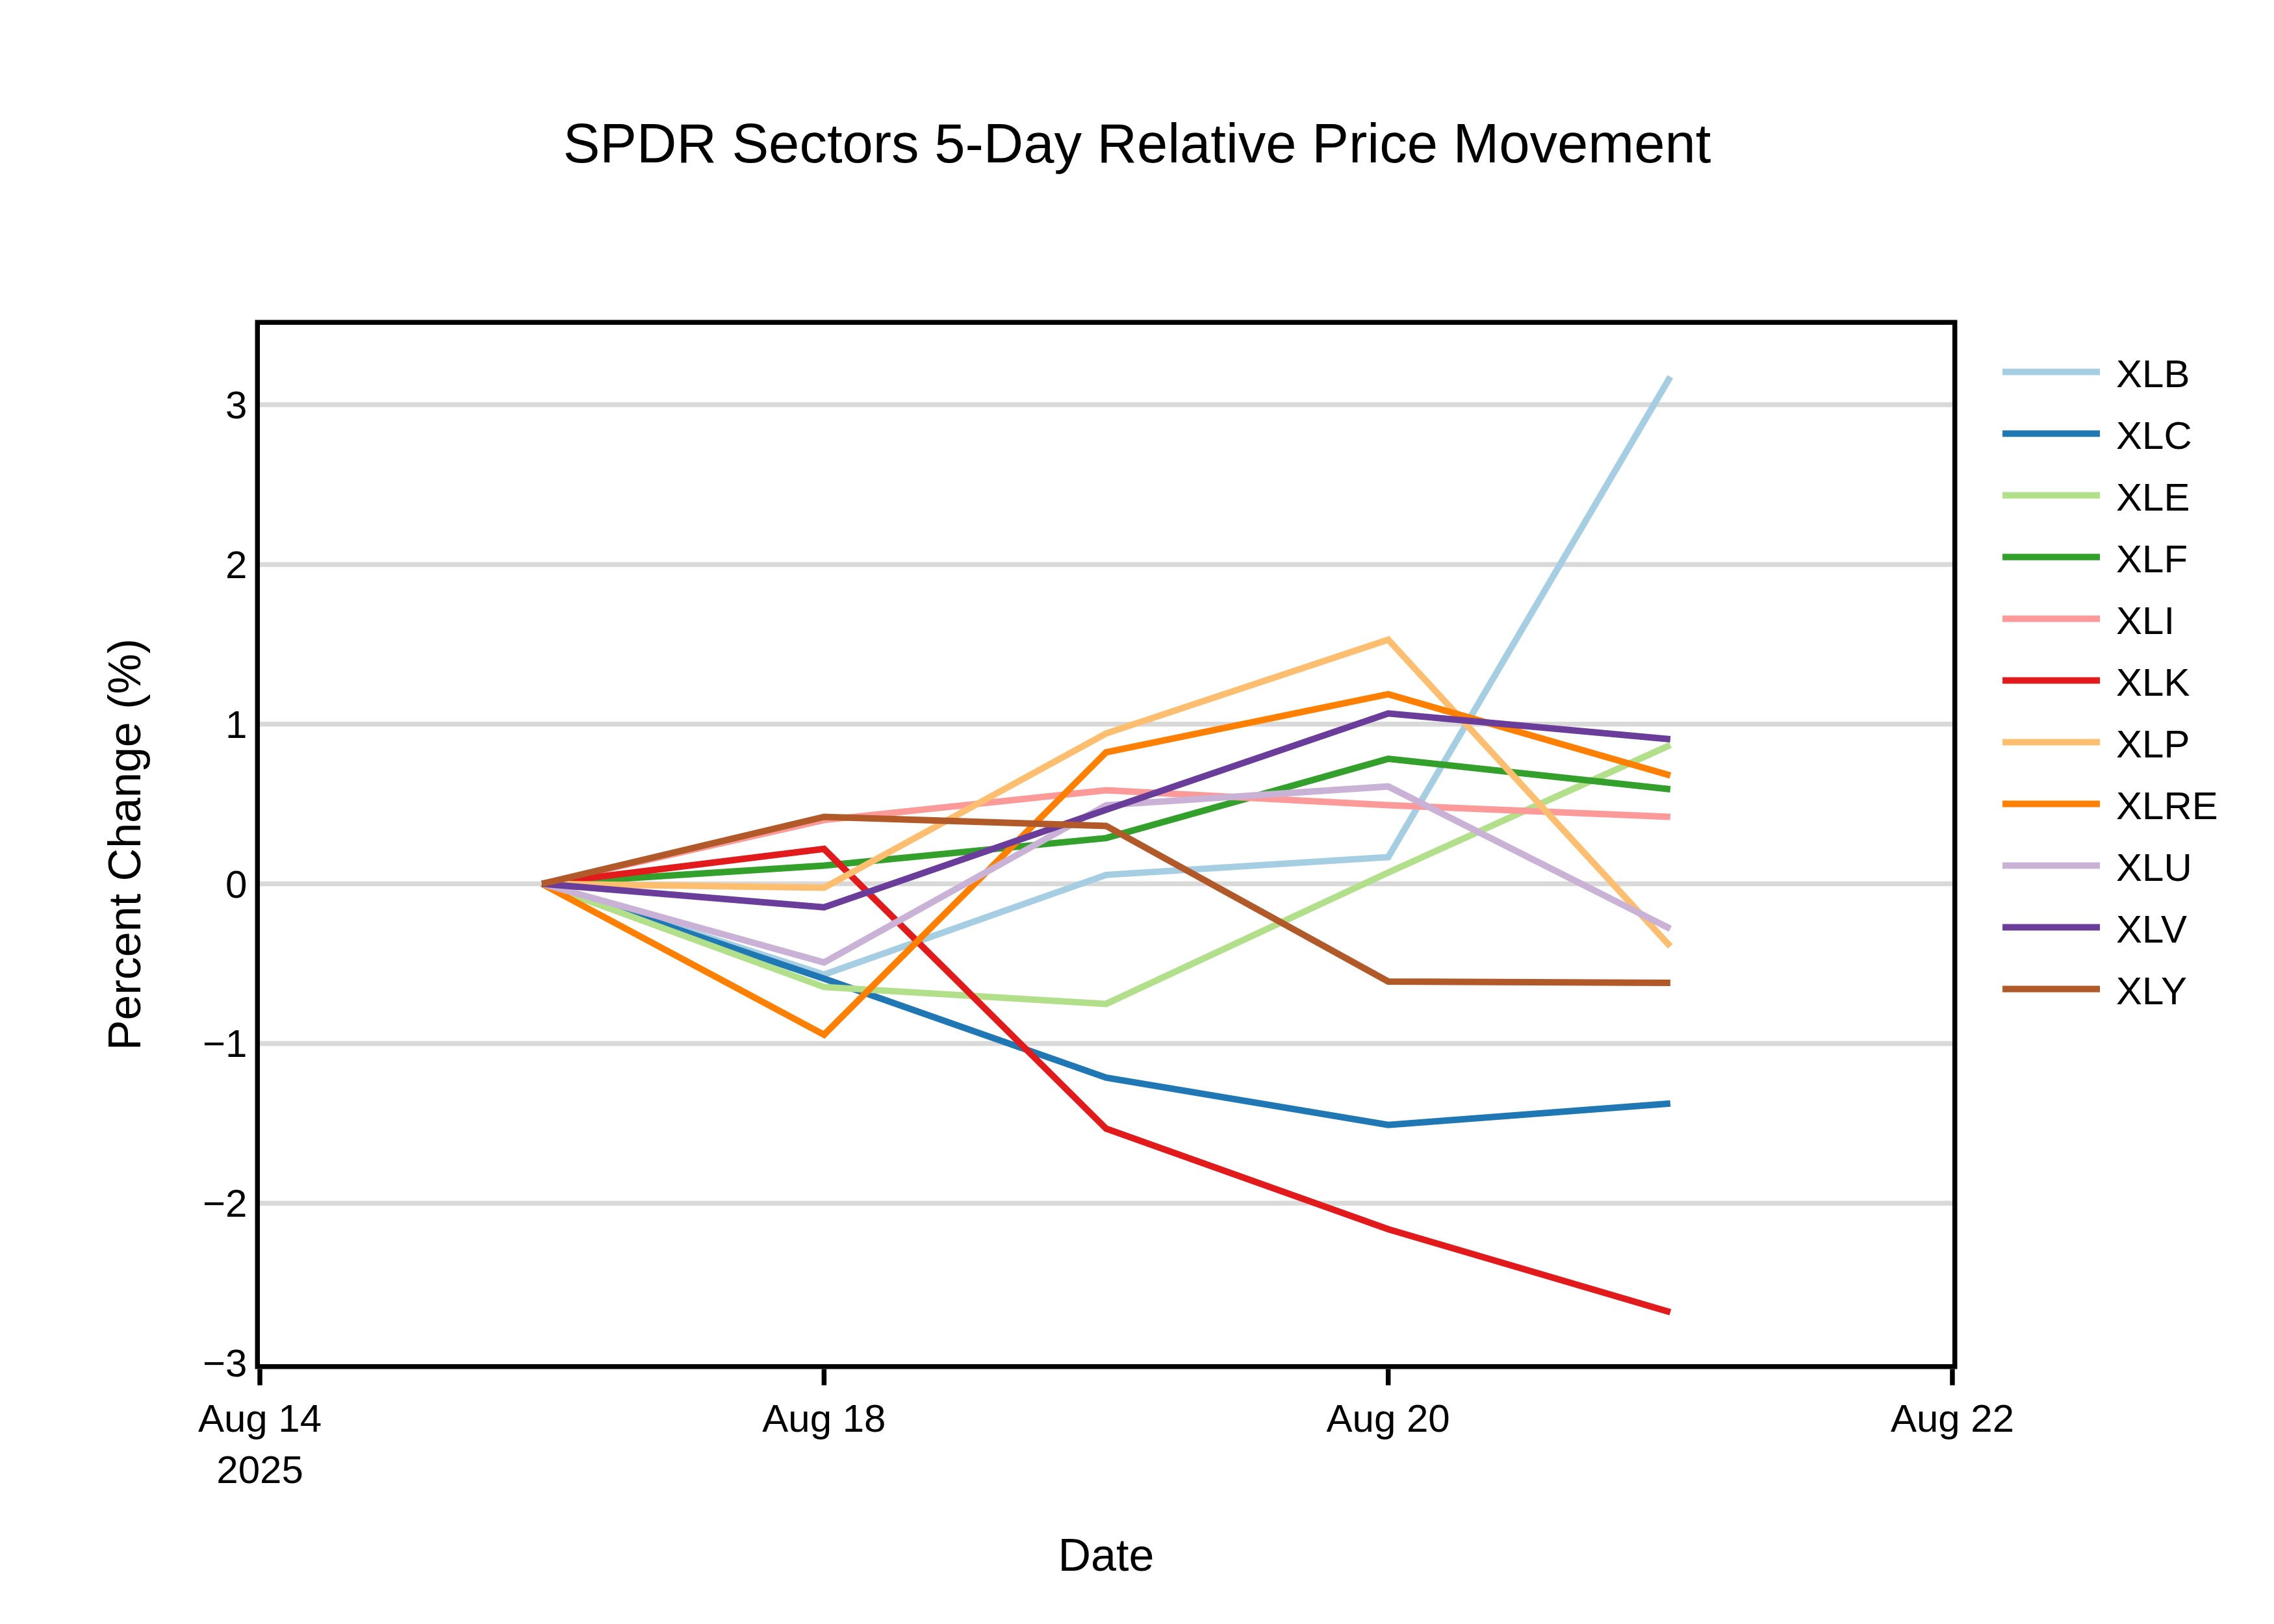 SPDR Sectors 5-Day Relative Price Movement
Percent Change (%)
3
2
1
0
−1
−2
−3
Aug 14
2025
Aug 18
Aug 20
Aug 22
Date
XLB
XLC
XLE
XLF
XLI
XLK
XLP
XLRE
XLU
XLV
XLY